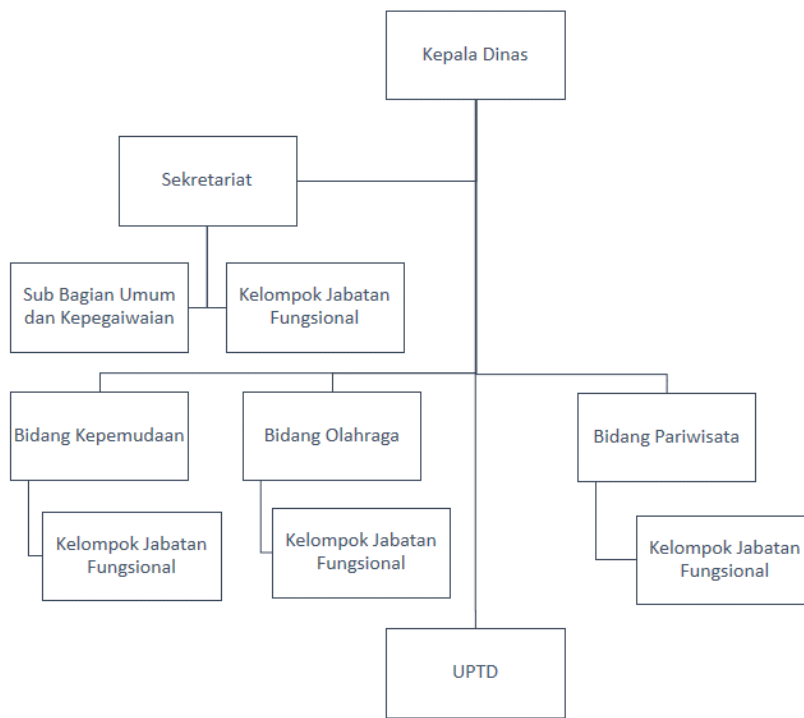 Kepala Dinas
Sekretariat
Sub Bagian Umum
dan Kepegaiwaian
Kelompok Jabatan
Fungsional
Bidang Kepemudaan
Bidang Olahraga
Bidang Pariwisata
Kelompok Jabatan
Fungsional
Kelompok Jabatan
Fungsional
Kelompok Jabatan
Fungsional
UPTD